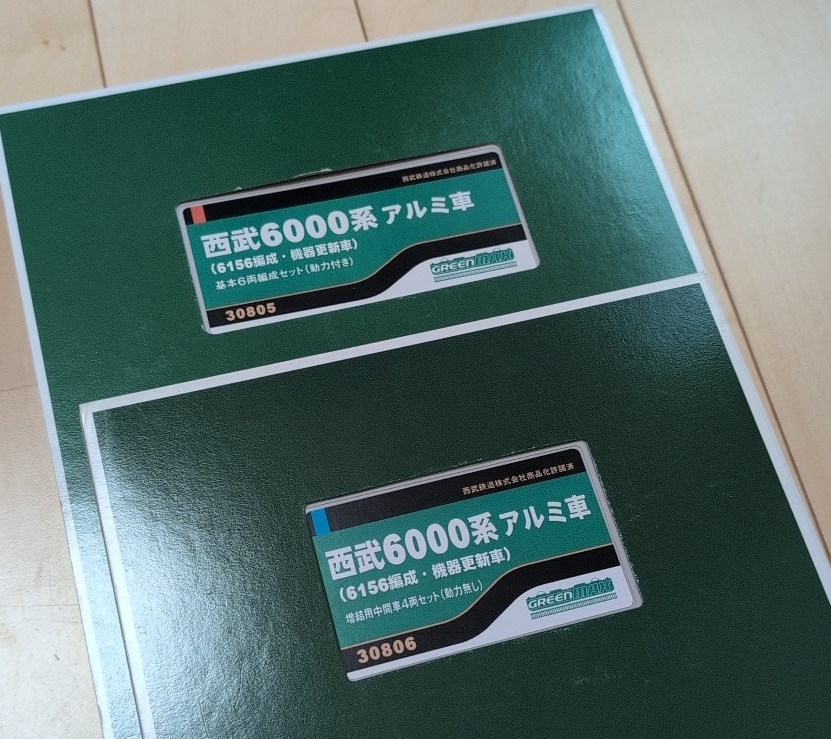 西武鉄道株式会社商品化許諾済
西武6000系 アルミ車
(6156編成・機器更新車)
基本6両編成セット(動力付き)
GREENMAX
30805
西武鉄道株式会社商品化許諾済
西武6000系 アルミ車
(6156編成・機器更新車)
増結用中間車4両セット(動力無し)
GREENMAX
30806